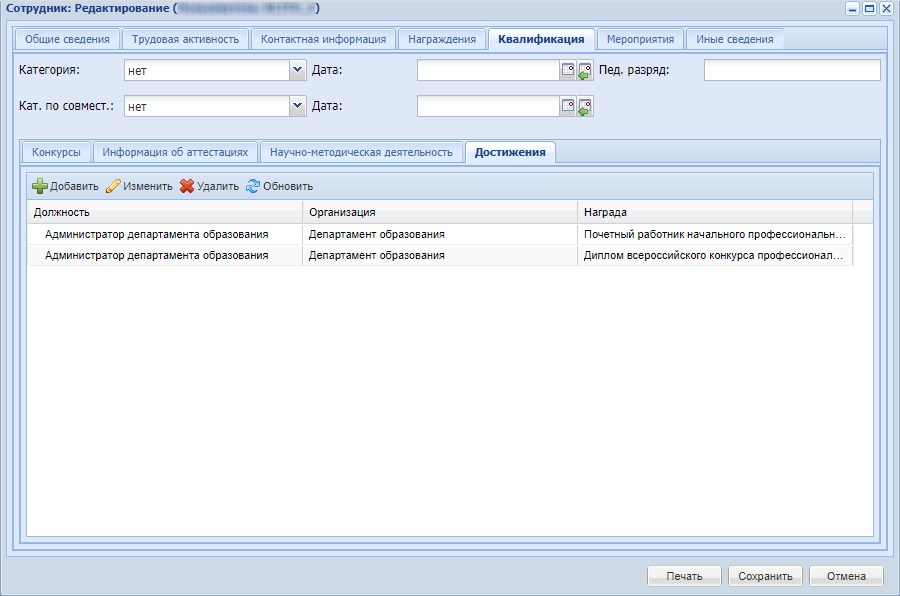 Сотрудник: Редактирование ( )
Общие сведения Трудовая активность Контактная информация Награждения Квалификация Мероприятия Иные сведения
Категория: нет Дата: Пед. разряд:
Кат. по совмест.: нет Дата:
Конкурсы Информация об аттестациях Научно-методическая деятельность Достижения
Добавить Изменить Удалить Обновить
Должность Организация Награда
Администратор департамента образования Департамент образования Почетный работник начального профессиональн...
Администратор департамента образования Департамент образования Диплом всероссийского конкурса профессионал...
Печать Сохранить Отмена